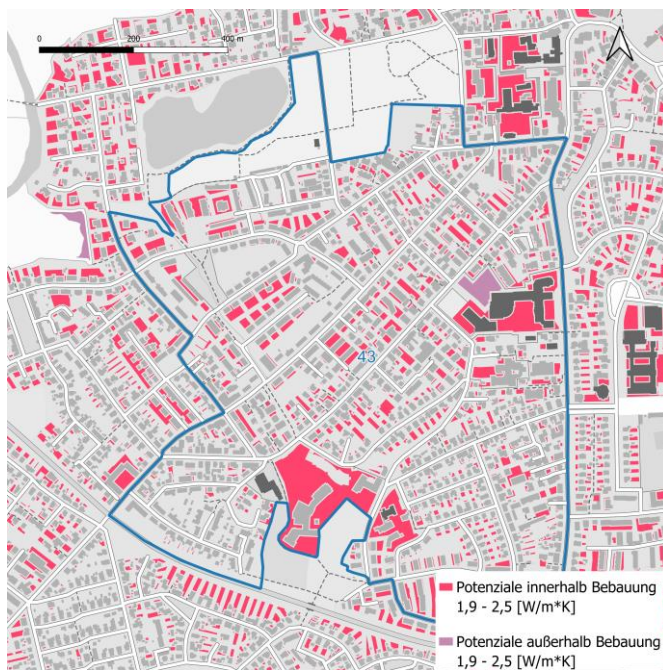 0 200 400 m
43
Potenziale innerhalb Bebauung
1,9 - 2,5 [W/m*K]
Potenziale außerhalb Bebauung
1,9 - 2,5 [W/m*K]